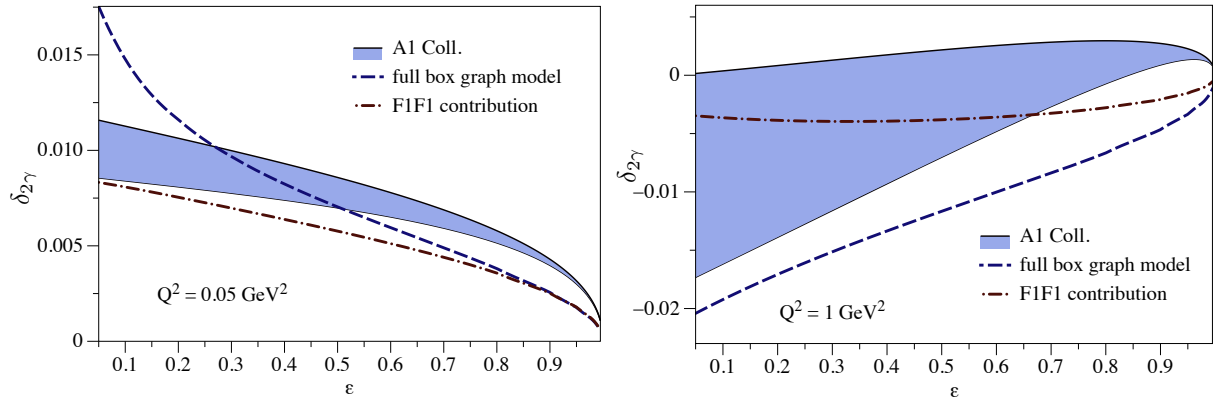 0.015
0.010
0.005
0
δ2γ
A1 Coll.
full box graph model
F1F1 contribution
Q² = 0.05 GeV²
0.1 0.2 0.3 0.4 0.5 0.6 0.7 0.8 0.9
ε
0
−0.01
−0.02
δ2γ
A1 Coll.
full box graph model
F1F1 contribution
Q² = 1 GeV²
0.1 0.2 0.3 0.4 0.5 0.6 0.7 0.8 0.9
ε